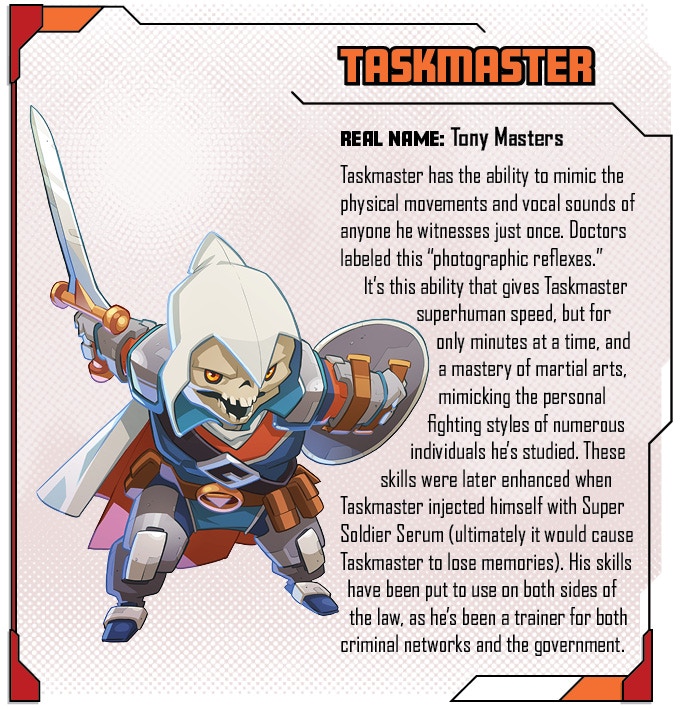 TASKMASTER
REAL NAME: Tony Masters
Taskmaster has the ability to mimic the
physical movements and vocal sounds of
anyone he witnesses just once. Doctors
labeled this “photographic reflexes.”
It’s this ability that gives Taskmaster
superhuman speed, but for
only minutes at a time, and
a mastery of martial arts,
mimicking the personal
fighting styles of numerous
individuals he’s studied. These
skills were later enhanced when
Taskmaster injected himself with Super
Soldier Serum (ultimately it would cause
Taskmaster to lose memories). His skills
have been put to use on both sides of
the law, as he’s been a trainer for both
criminal networks and the government.